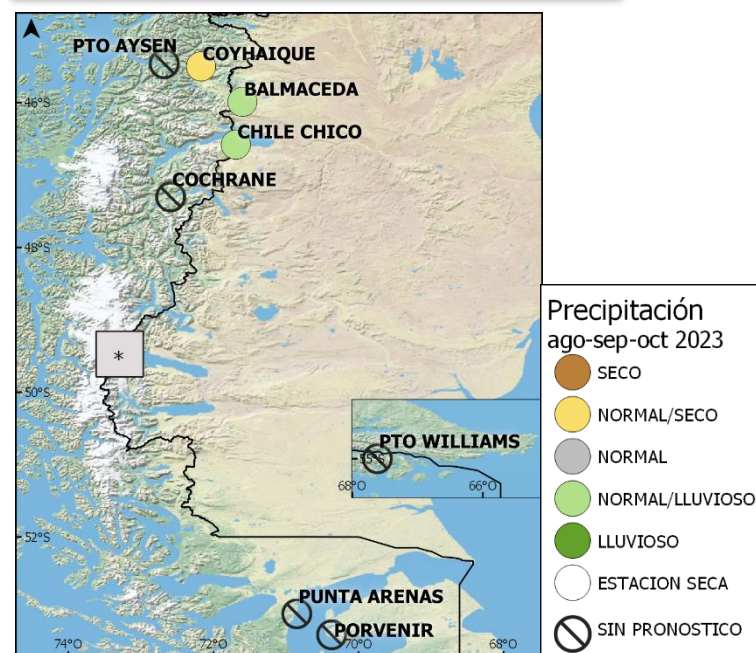 PTO AYSEN
COYHAIQUE
BALMACEDA
46°S
CHILE CHICO
COCHRANE
48°S
*
50°S
PTO WILLIAMS
55°S
68°O
66°O
52°S
PUNTA ARENAS
PORVENIR
74°O
72°O
70°O
68°O
Precipitación
ago-sep-oct 2023
SECO
NORMAL/SECO
NORMAL
NORMAL/LLUVIOSO
LLUVIOSO
ESTACION SECA
SIN PRONOSTICO